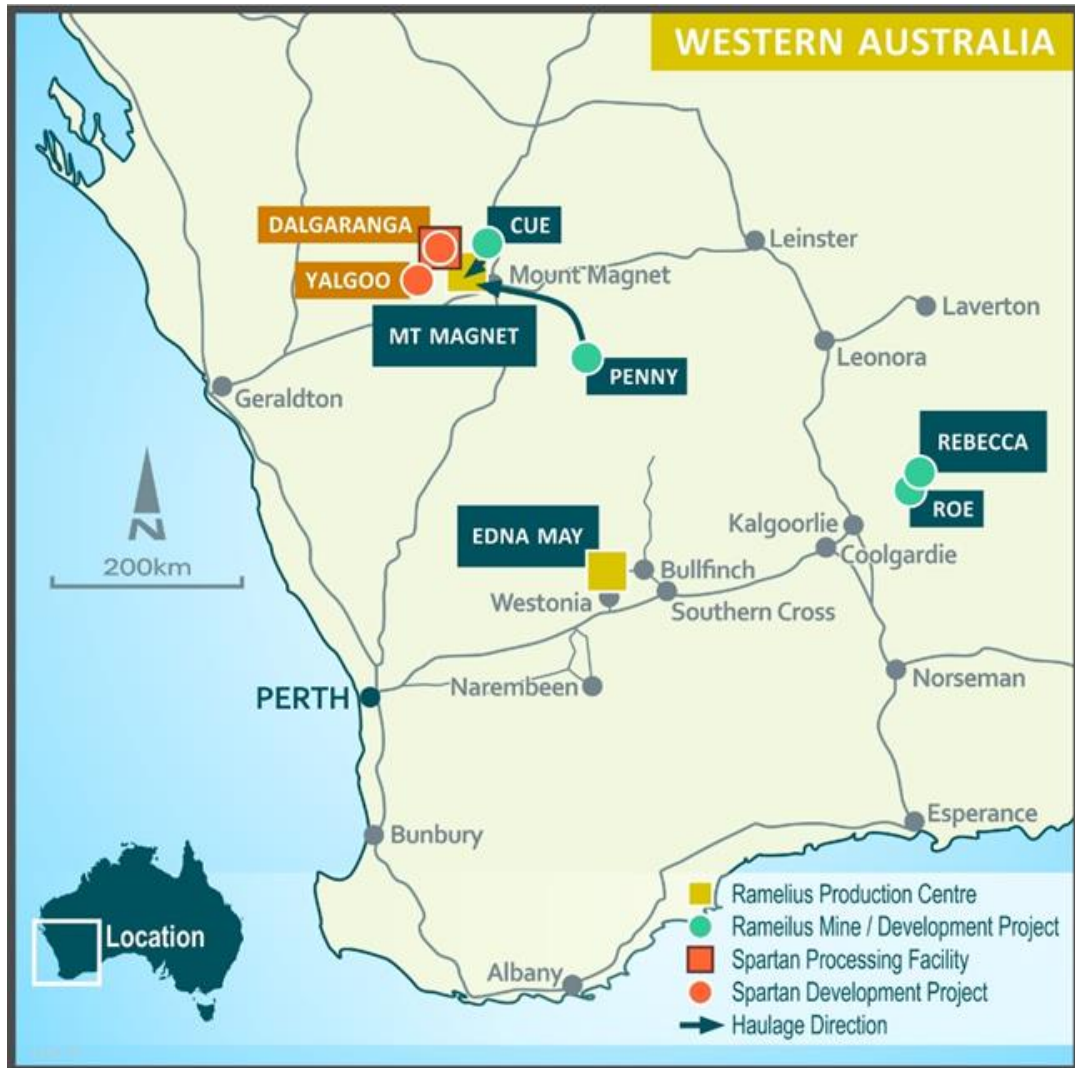 WESTERN AUSTRALIA
DALGARANGA
CUE
YALGOO
Mount Magnet
Leinster
MT MAGNET
Laverton
Leonora
PENNY
Geraldton
REBECCA
ROE
N
200km
EDNA MAY
Kalgoorlie
Coolgardie
Bullfinch
Westonia
Southern Cross
Norseman
Narembeen
PERTH
Esperance
Bunbury
Location
Albany
Ramelius Production Centre
Rameilus Mine / Development Project
Spartan Processing Facility
Spartan Development Project
Haulage Direction